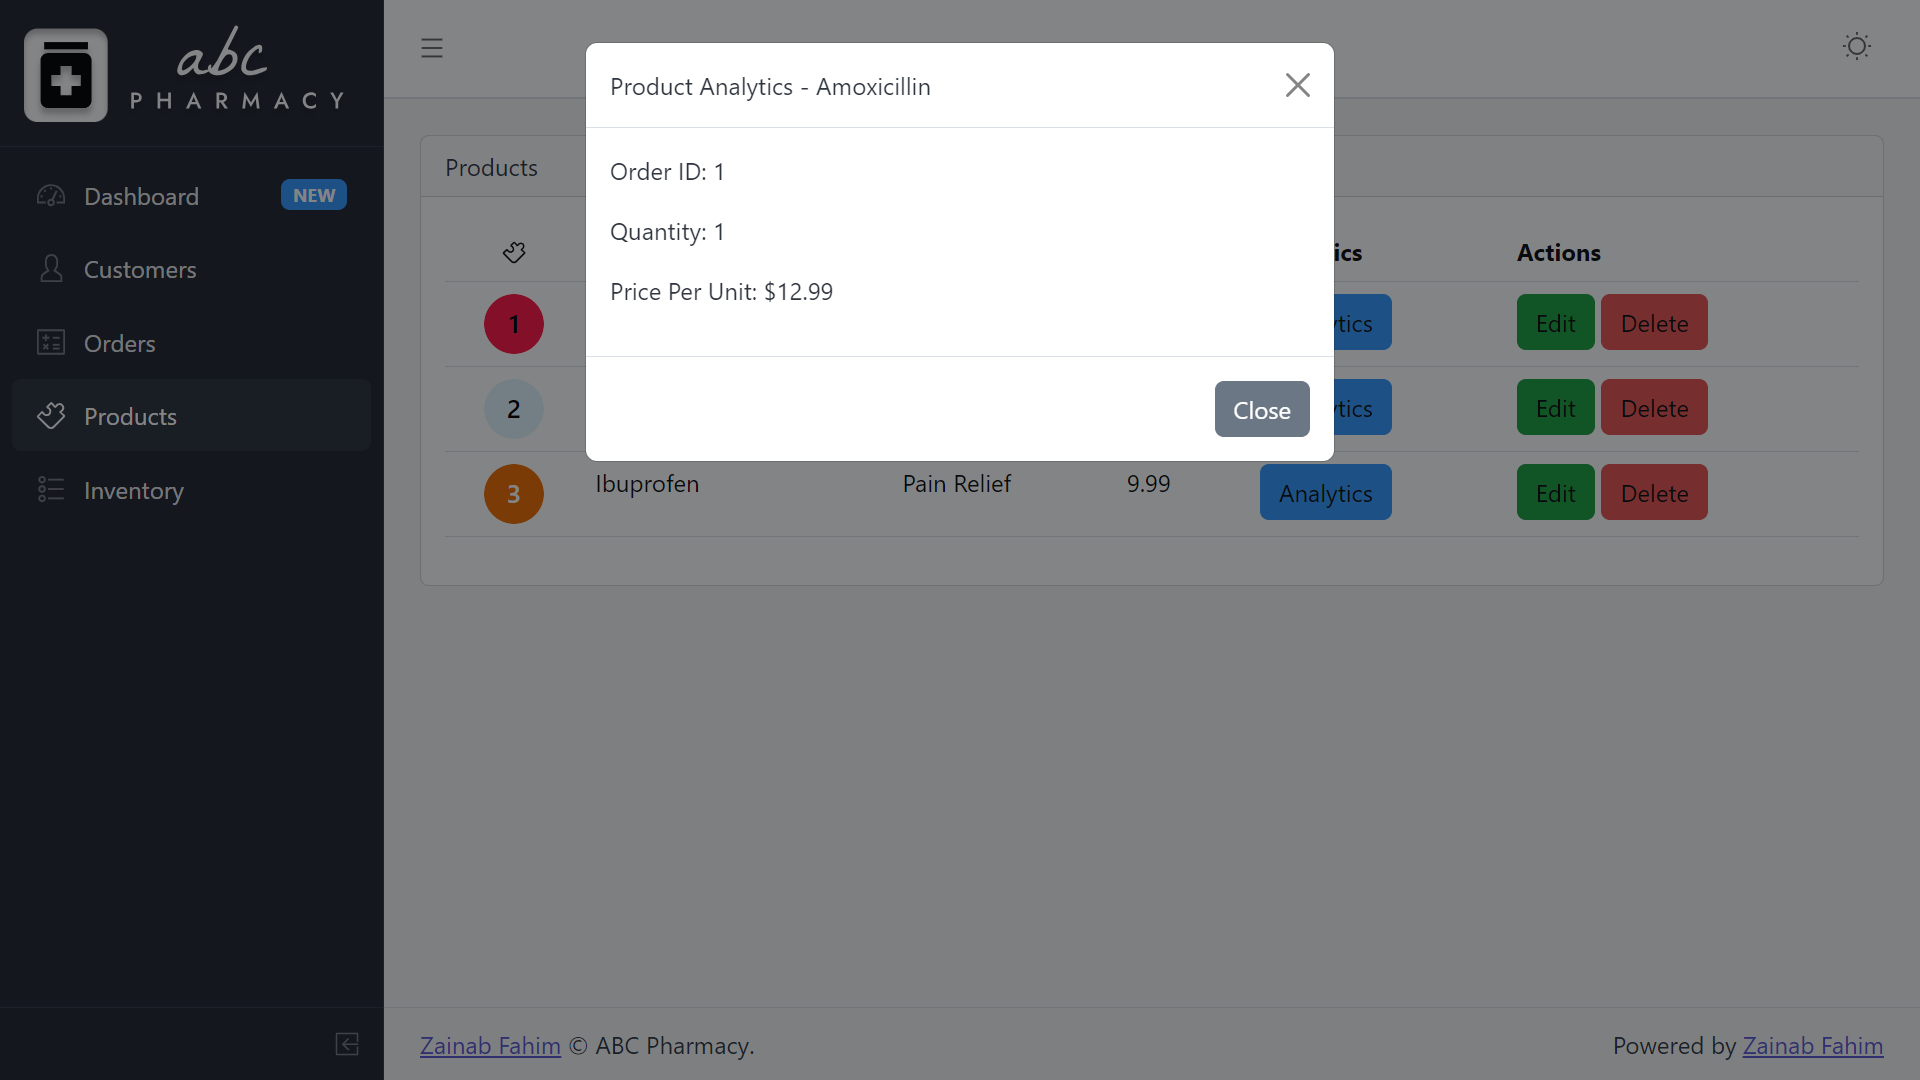 abc
PHARMACY
Dashboard NEW
Customers
Orders
Products
Inventory
Product Analytics - Amoxicillin
Order ID: 1
Quantity: 1
Price Per Unit: $12.99
Close
Products
ics Actions
1 tics Edit Delete
2 tics Edit Delete
3 Ibuprofen Pain Relief 9.99 Analytics Edit Delete
Zainab Fahim © ABC Pharmacy.
Powered by Zainab Fahim